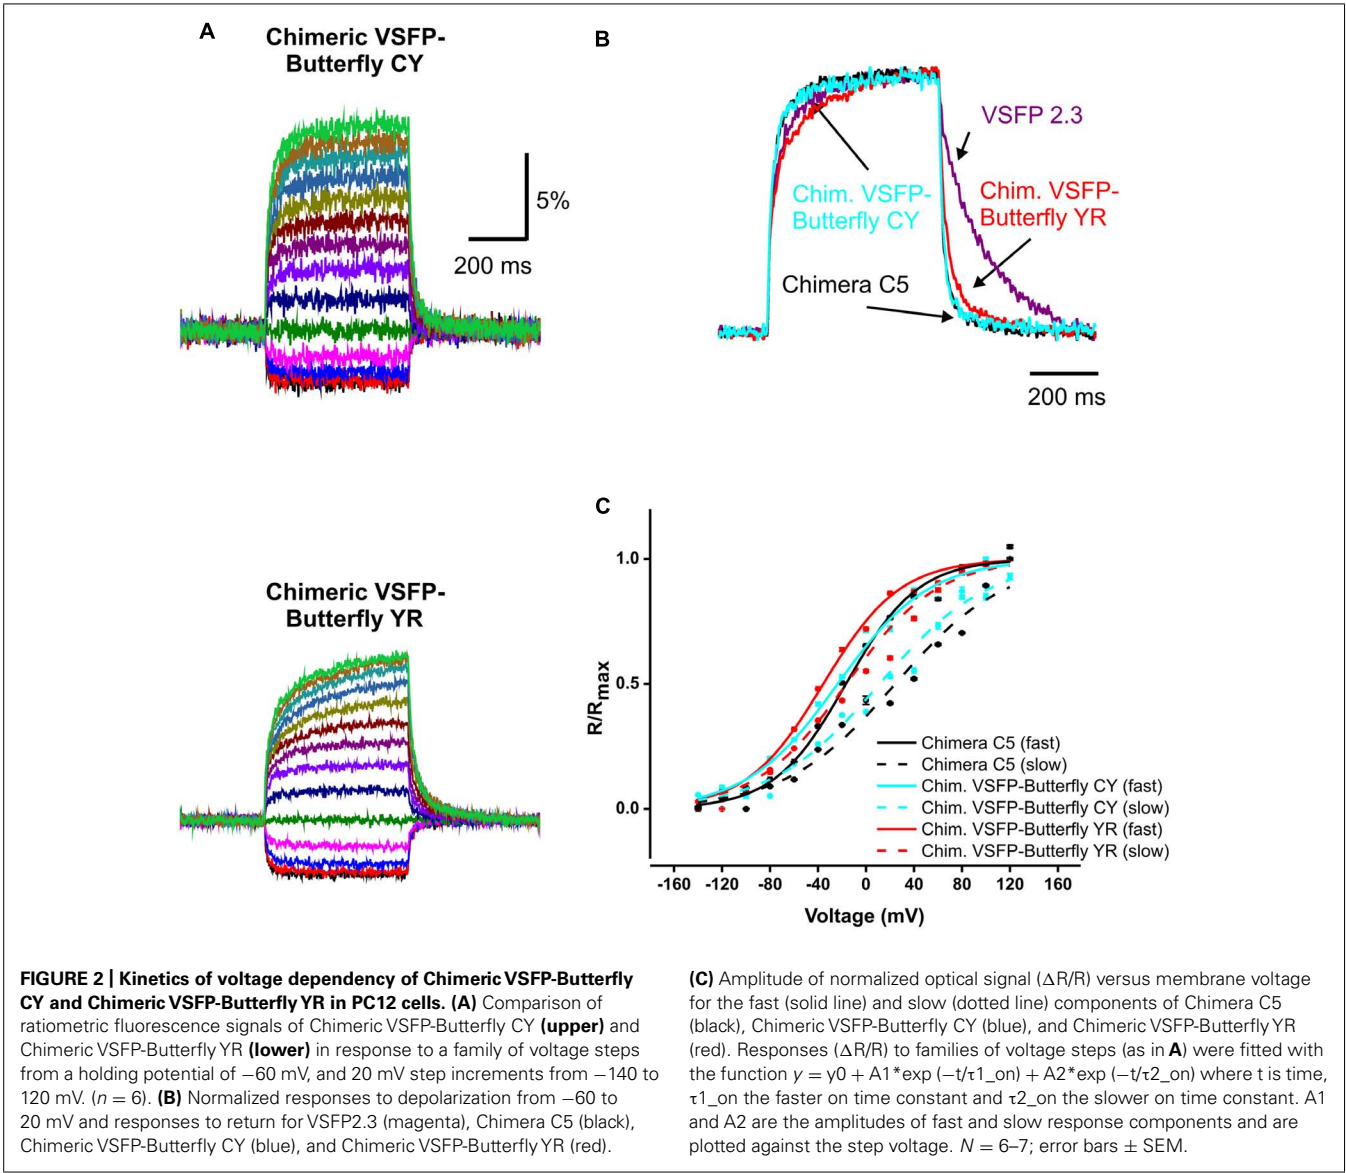 A
Chimeric VSFP-
Butterfly CY
5%
200 ms
B
VSFP 2.3
Chim. VSFP-
Butterfly CY
Chim. VSFP-
Butterfly YR
Chimera C5
200 ms
Chimeric VSFP-
Butterfly YR
C
R/Rmax
1.0
0.5
0.0
Chimera C5 (fast)
Chimera C5 (slow)
Chim. VSFP-Butterfly CY (fast)
Chim. VSFP-Butterfly CY (slow)
Chim. VSFP-Butterfly YR (fast)
Chim. VSFP-Butterfly YR (slow)
-160 -120 -80 -40 0 40 80 120 160
Voltage (mV)
FIGURE 2 | Kinetics of voltage dependency of Chimeric VSFP-Butterfly
CY and Chimeric VSFP-Butterfly YR in PC12 cells. (A) Comparison of
ratiometric fluorescence signals of Chimeric VSFP-Butterfly CY (upper) and
Chimeric VSFP-Butterfly YR (lower) in response to a family of voltage steps
from a holding potential of −60 mV, and 20 mV step increments from −140 to
120 mV. (n = 6). (B) Normalized responses to depolarization from −60 to
20 mV and responses to return for VSFP2.3 (magenta), Chimera C5 (black),
Chimeric VSFP-Butterfly CY (blue), and Chimeric VSFP-Butterfly YR (red).
(C) Amplitude of normalized optical signal (ΔR/R) versus membrane voltage
for the fast (solid line) and slow (dotted line) components of Chimera C5
(black), Chimeric VSFP-Butterfly CY (blue), and Chimeric VSFP-Butterfly YR
(red). Responses (ΔR/R) to families of voltage steps (as in A) were fitted with
the function y = y0 + A1*exp (−t/τ1_on) + A2*exp (−t/τ2_on) where t is time,
τ1_on the faster on time constant and τ2_on the slower on time constant. A1
and A2 are the amplitudes of fast and slow response components and are
plotted against the step voltage. N = 6–7; error bars ± SEM.